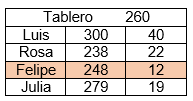 Tablero 260
Luis 300 40
Rosa 238 22
Felipe 248 12
Julia 279 19